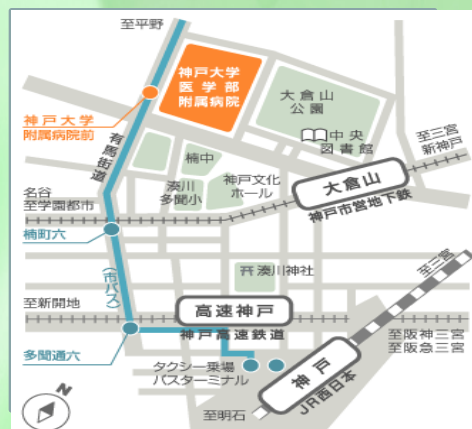 至平野
神戸大学
医学部
附属病院
大倉山
公園
神戸大学
附属病院前
中央
図書館
至三宮
新神戸
有馬街道
楠中
湊川
多聞小
神戸文化
ホール
大倉山
神戸市営地下鉄
名谷
至学園都市
楠町六
(市バス)
湊川神社
至三宮
至新開地
高速神戸
神戸高速鉄道
至阪神三宮
至阪急三宮
多聞通六
タクシー乗場
バスターミナル
神戸
JR西日本
至明石
N